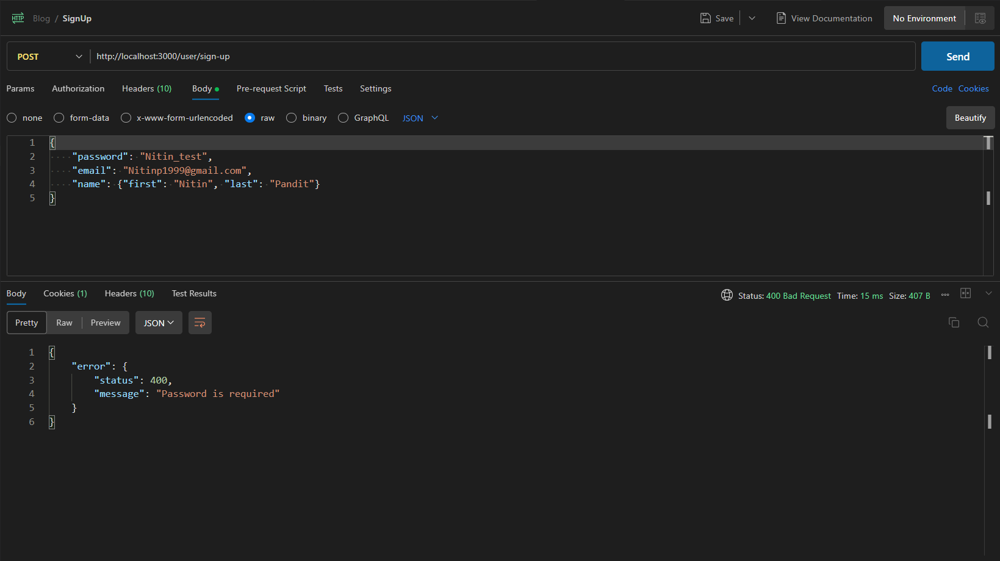 HTTP Blog / SignUp Save View Documentation No Environment
POST http://localhost:3000/user/sign-up Send
Params Authorization Headers (10) Body Pre-request Script Tests Settings Code Cookies
none form-data x-www-form-urlencoded raw binary GraphQL JSON Beautify
1 {
2 "password": "Nitin_test",
3 "email": "Nitinp1999@gmail.com",
4 "name": {"first": "Nitin", "last": "Pandit"}
5 }
Body Cookies (1) Headers (10) Test Results Status: 400 Bad Request Time: 15 ms Size: 407 B
Pretty Raw Preview JSON
1 {
2 "error": {
3 "status": 400,
4 "message": "Password is required"
5 }
6 }